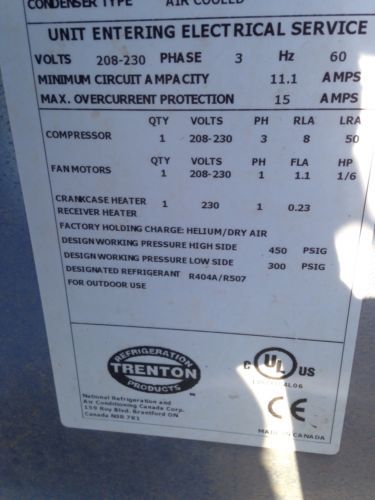 CONDENSER TYPE AIR COOLED
UNIT ENTERING ELECTRICAL SERVICE
VOLTS 208-230 PHASE 3 Hz 60
MINIMUM CIRCUIT AMPACITY 11.1 AMPS
MAX. OVERCURRENT PROTECTION 15 AMPS
QTY VOLTS PH RLA LRA
COMPRESSOR 1 208-230 3 8 50
QTY VOLTS PH FLA HP
FAN MOTORS 1 208-230 1 1.1 1/6
CRANKCASE HEATER 1 230 1 0.23
RECEIVER HEATER
FACTORY HOLDING CHARGE: HELIUM/DRY AIR
DESIGN WORKING PRESSURE HIGH SIDE 450 PSIG
DESIGN WORKING PRESSURE LOW SIDE 300 PSIG
DESIGNATED REFRIGERANT R404A/R507
FOR OUTDOOR USE
REFRIGERATION
TRENTON
PRODUCTS
TM
C UL US
National Refrigeration and
Air Conditioning Canada Corp.
159 Roy Blvd. Brantford ON
Canada N3R 7K1
CE
MADE IN CANADA